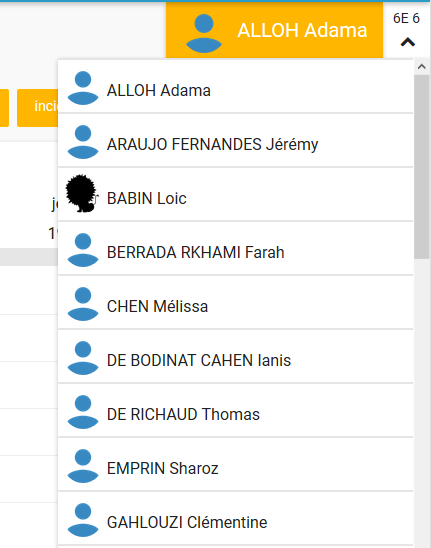 ALLOH Adama
6E 6
ALLOH Adama
ARAUJO FERNANDES Jérémy
BABIN Loic
BERRADA RKHAMI Farah
CHEN Mélissa
DE BODINAT CAHEN Ianis
DE RICHAUD Thomas
EMPRIN Sharoz
GAHLOUZI Clémentine